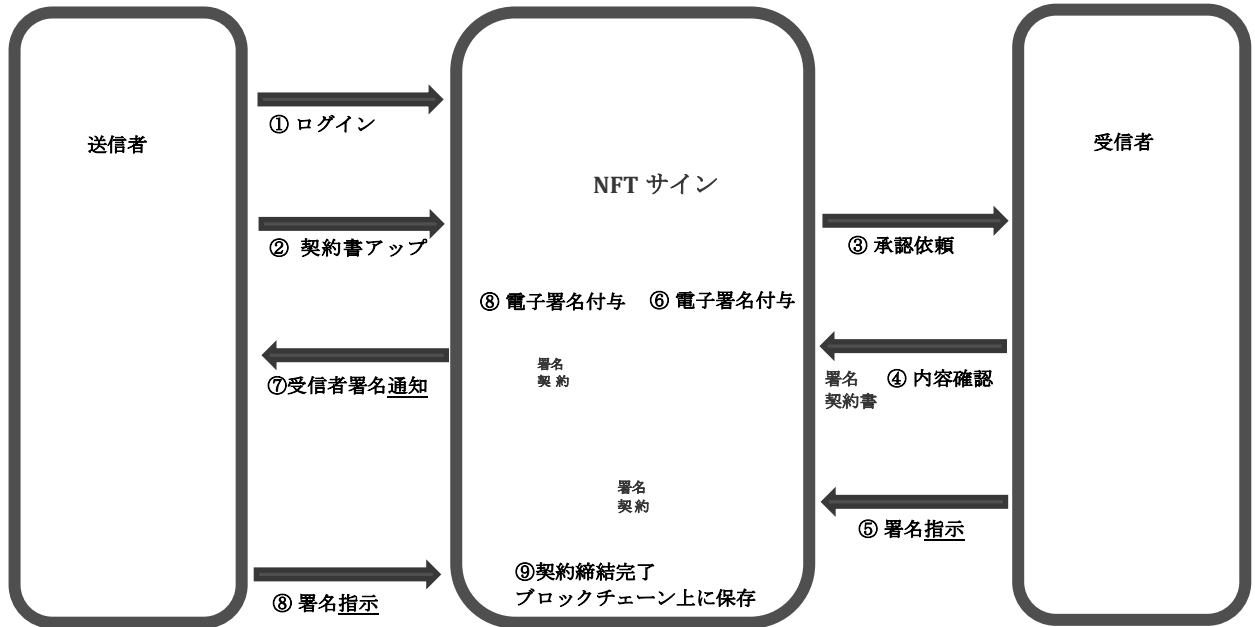 送信者
① ログイン
② 契約書アップ
⑦受信者署名通知
⑧ 署名指示
NFT サイン
⑧ 電子署名付与
⑥ 電子署名付与
署名
契 約
署名
契 約
⑨契約締結完了
ブロックチェーン上に保存
受信者
③ 承認依頼
④ 内容確認
署名
契約書
⑤ 署名指示